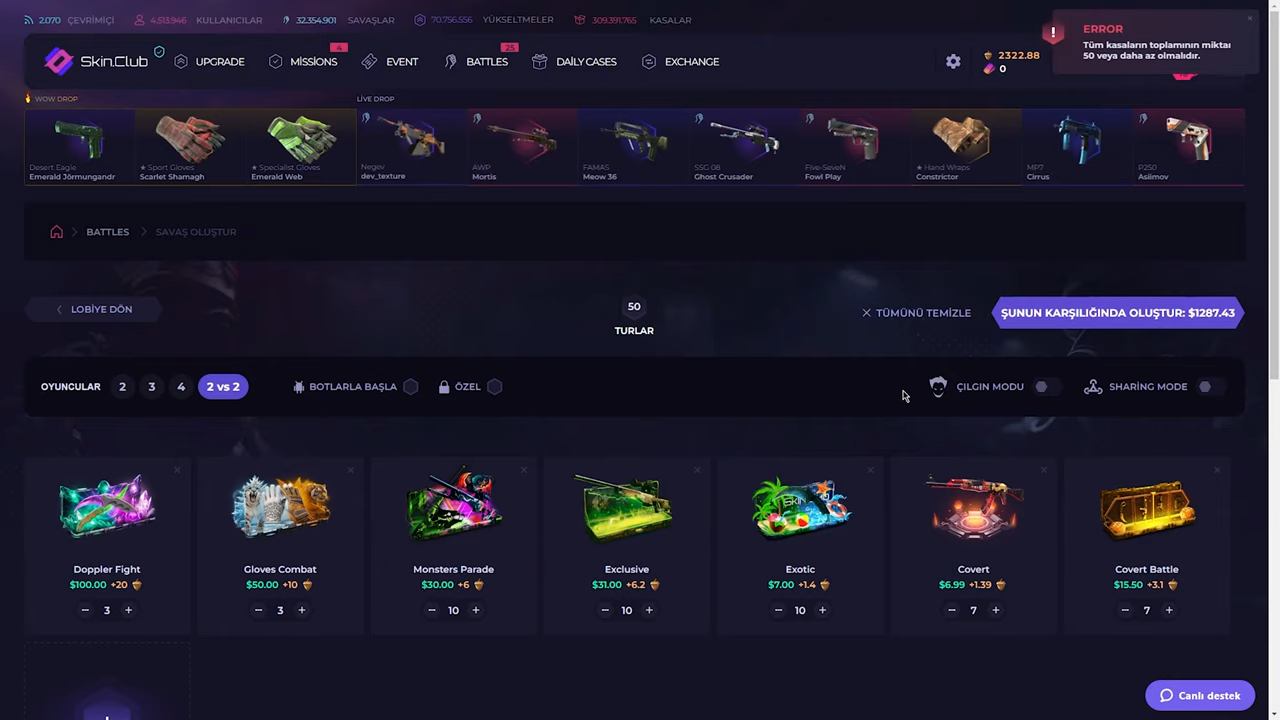 2.070 ÇEVRİMİÇİ 4.513.946 KULLANICILAR 32.354.901 SAVAŞLAR 70.756.556 YÜKSELTMELER 309.391.765 KASALAR
ERROR
Tüm kasaların toplamının miktarı
50 veya daha az olmalıdır.
Skin.Club UPGRADE 4 MISSIONS EVENT 25 BATTLES DAILY CASES EXCHANGE
2322.88
0
WOW DROP LİVE DROP
Desert Eagle
Emerald Jörmungandr
★ Sport Gloves
Scarlet Shamagh
★ Specialist Gloves
Emerald Web
Negev
dev_texture
AWP
Mortis
FAMAS
Meow 36
SSG 08
Ghost Crusader
Five-SeveN
Fowl Play
★ Hand Wraps
Constrictor
MP7
Cirrus
P250
Asiimov
BATTLES SAVAŞ OLUŞTUR
LOBİYE DÖN
50
TURLAR
TÜMÜNÜ TEMİZLE
ŞUNUN KARŞILIĞINDA OLUŞTUR: $1287.43
OYUNCULAR 2 3 4 2 vs 2 BOTLARLA BAŞLA ÖZEL ÇILGIN MODU SHARING MODE
Doppler Fight
$100.00 +20
− 3 +
Gloves Combat
$50.00 +10
− 3 +
Monsters Parade
$30.00 +6
− 10 +
Exclusive
$31.00 +6.2
− 10 +
Exotic
$7.00 +1.4
− 10 +
Covert
$6.99 +1.39
− 7 +
Covert Battle
$15.50 +3.1
− 7 +
Canlı destek